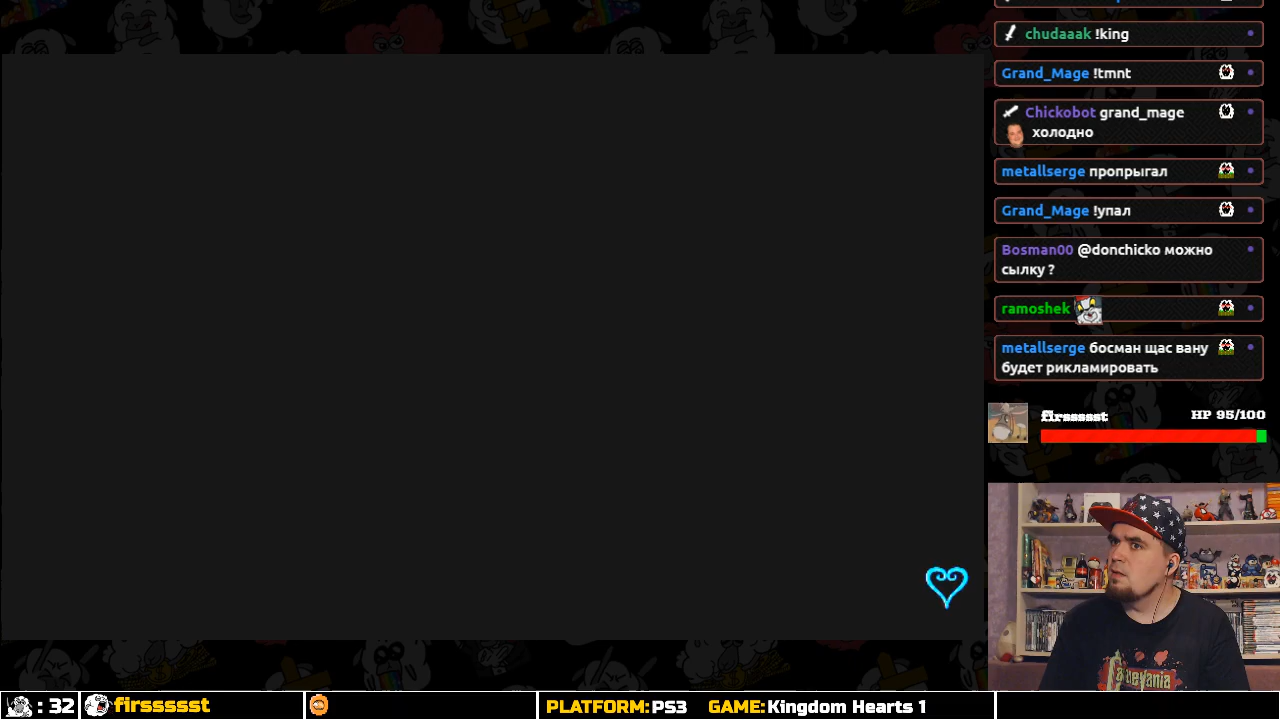 chudaaak !king
Grand_Mage !tmnt
Chickobot grand_mage
холодно
metallserge пропрыгал
Grand_Mage !упал
Bosman00 @donchicko можно
сылку ?
ramoshek
metallserge босман щас вану
будет рикламировать
firssssst HP 95/100
: 32 firssssst PLATFORM:PS3 GAME:Kingdom Hearts 1